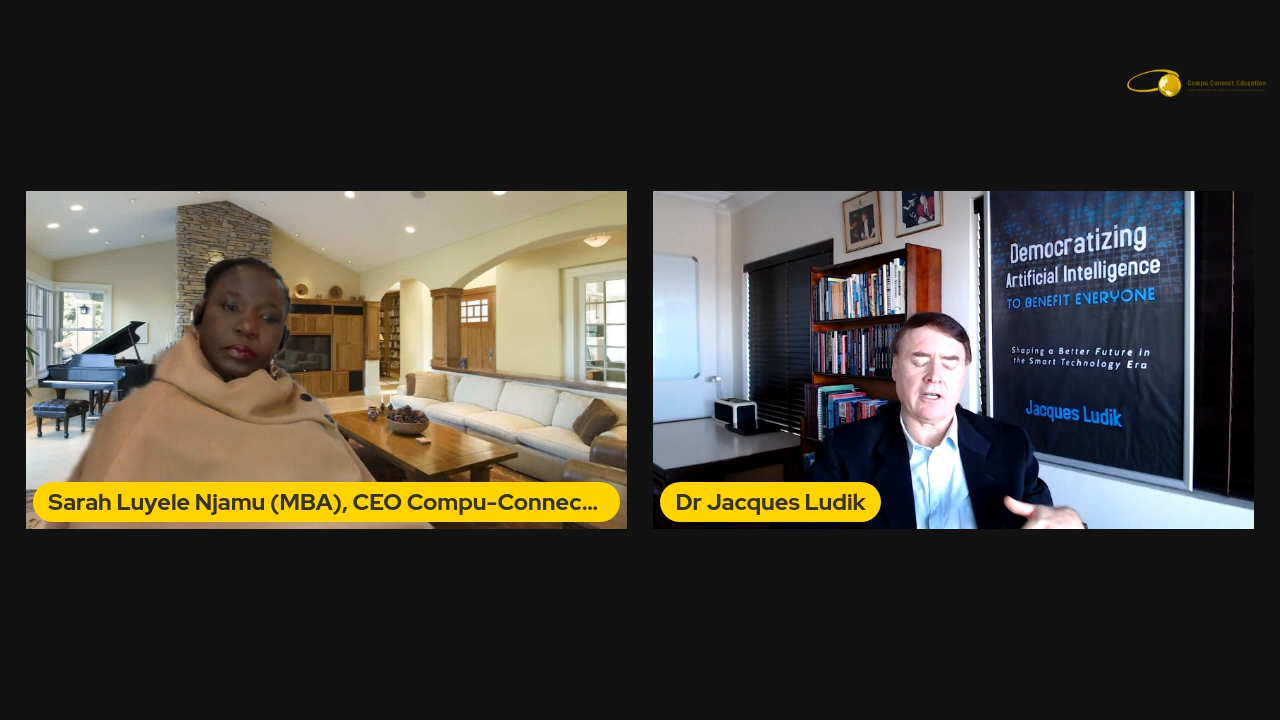 Compu Connect Education
Democratizing
Artificial Intelligence
TO BENEFIT EVERYONE
Shaping a Better Future in
the Smart Technology Era
Jacques Ludik
Sarah Luyele Njamu (MBA), CEO Compu-Connec...
Dr Jacques Ludik